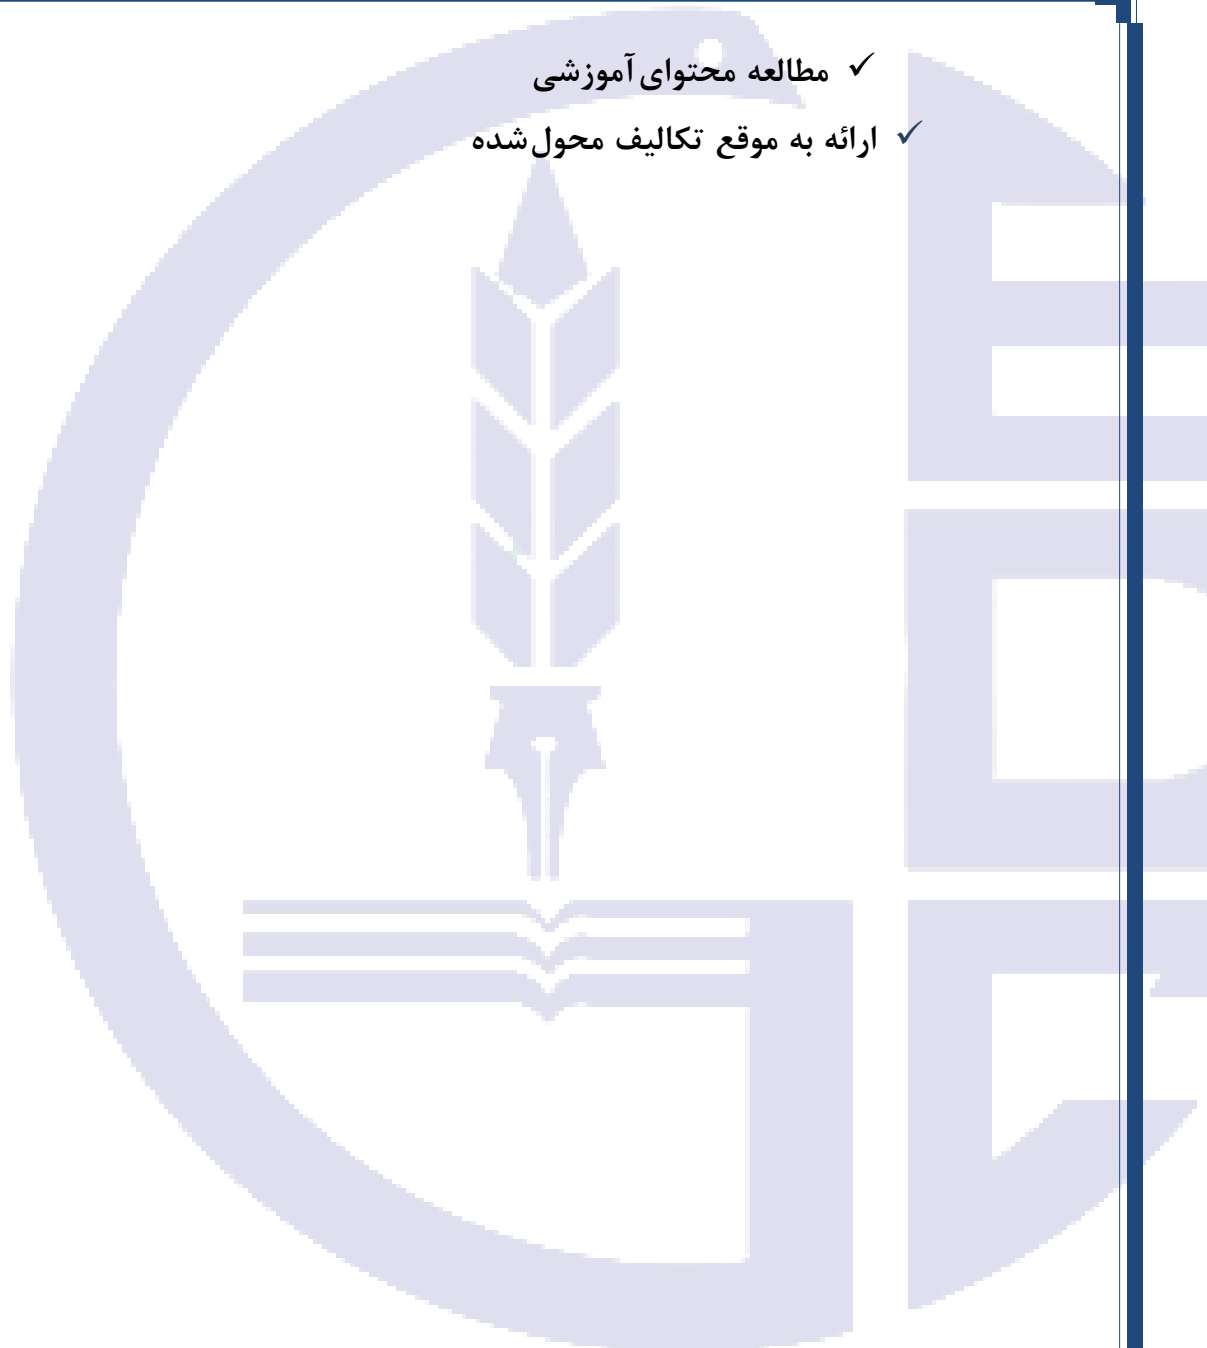 ✓ مطالعه محتوای آموزشی
✓ ارائه به موقع تکالیف محول‌شده